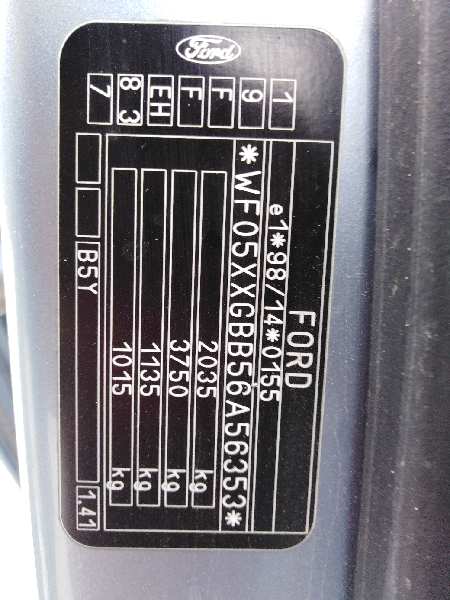 Ford
FORD
e1*98/14*0155
*WF05XXGBB56A56353*
2035 kg
3750 kg
1135 kg
1015 kg
1 9 F F EH 8 3 7
B5Y 1,41